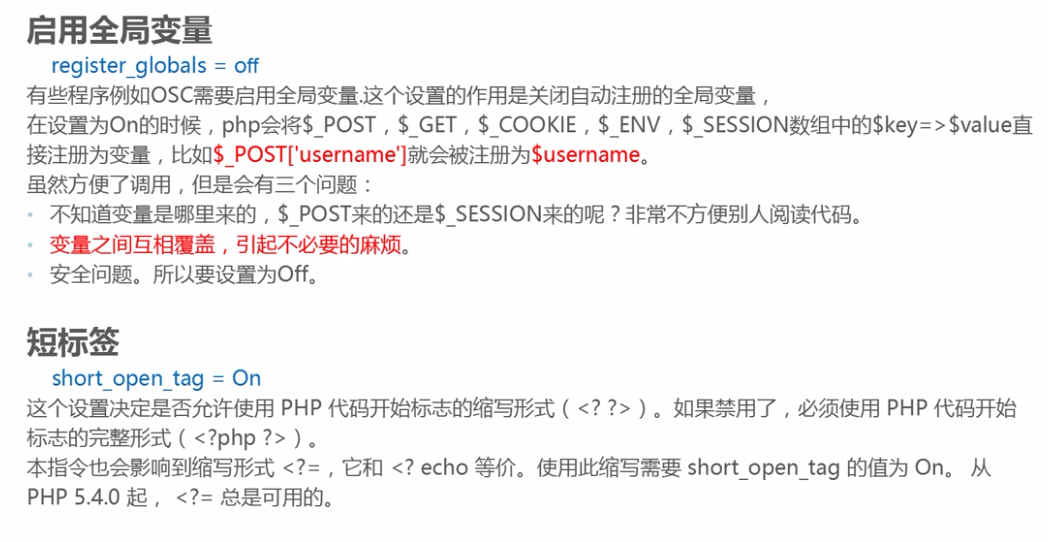 启用全局变量
register_globals = off
有些程序例如OSC需要启用全局变量.这个设置的作用是关闭自动注册的全局变量，
在设置为On的时候，php会将$_POST，$_GET，$_COOKIE，$_ENV，$_SESSION数组中的$key=>$value直
接注册为变量，比如$_POST['username']就会被注册为$username。
虽然方便了调用，但是会有三个问题：
• 不知道变量是哪里来的，$_POST来的还是$_SESSION来的呢？非常不方便别人阅读代码。
• 变量之间互相覆盖，引起不必要的麻烦。
• 安全问题。所以要设置为Off。
短标签
short_open_tag = On
这个设置决定是否允许使用 PHP 代码开始标志的缩写形式（<? ?>）。如果禁用了，必须使用 PHP 代码开始
标志的完整形式（<?php ?>）。
本指令也会影响到缩写形式 <?=，它和 <? echo 等价。使用此缩写需要 short_open_tag 的值为 On。 从
PHP 5.4.0 起， <?= 总是可用的。